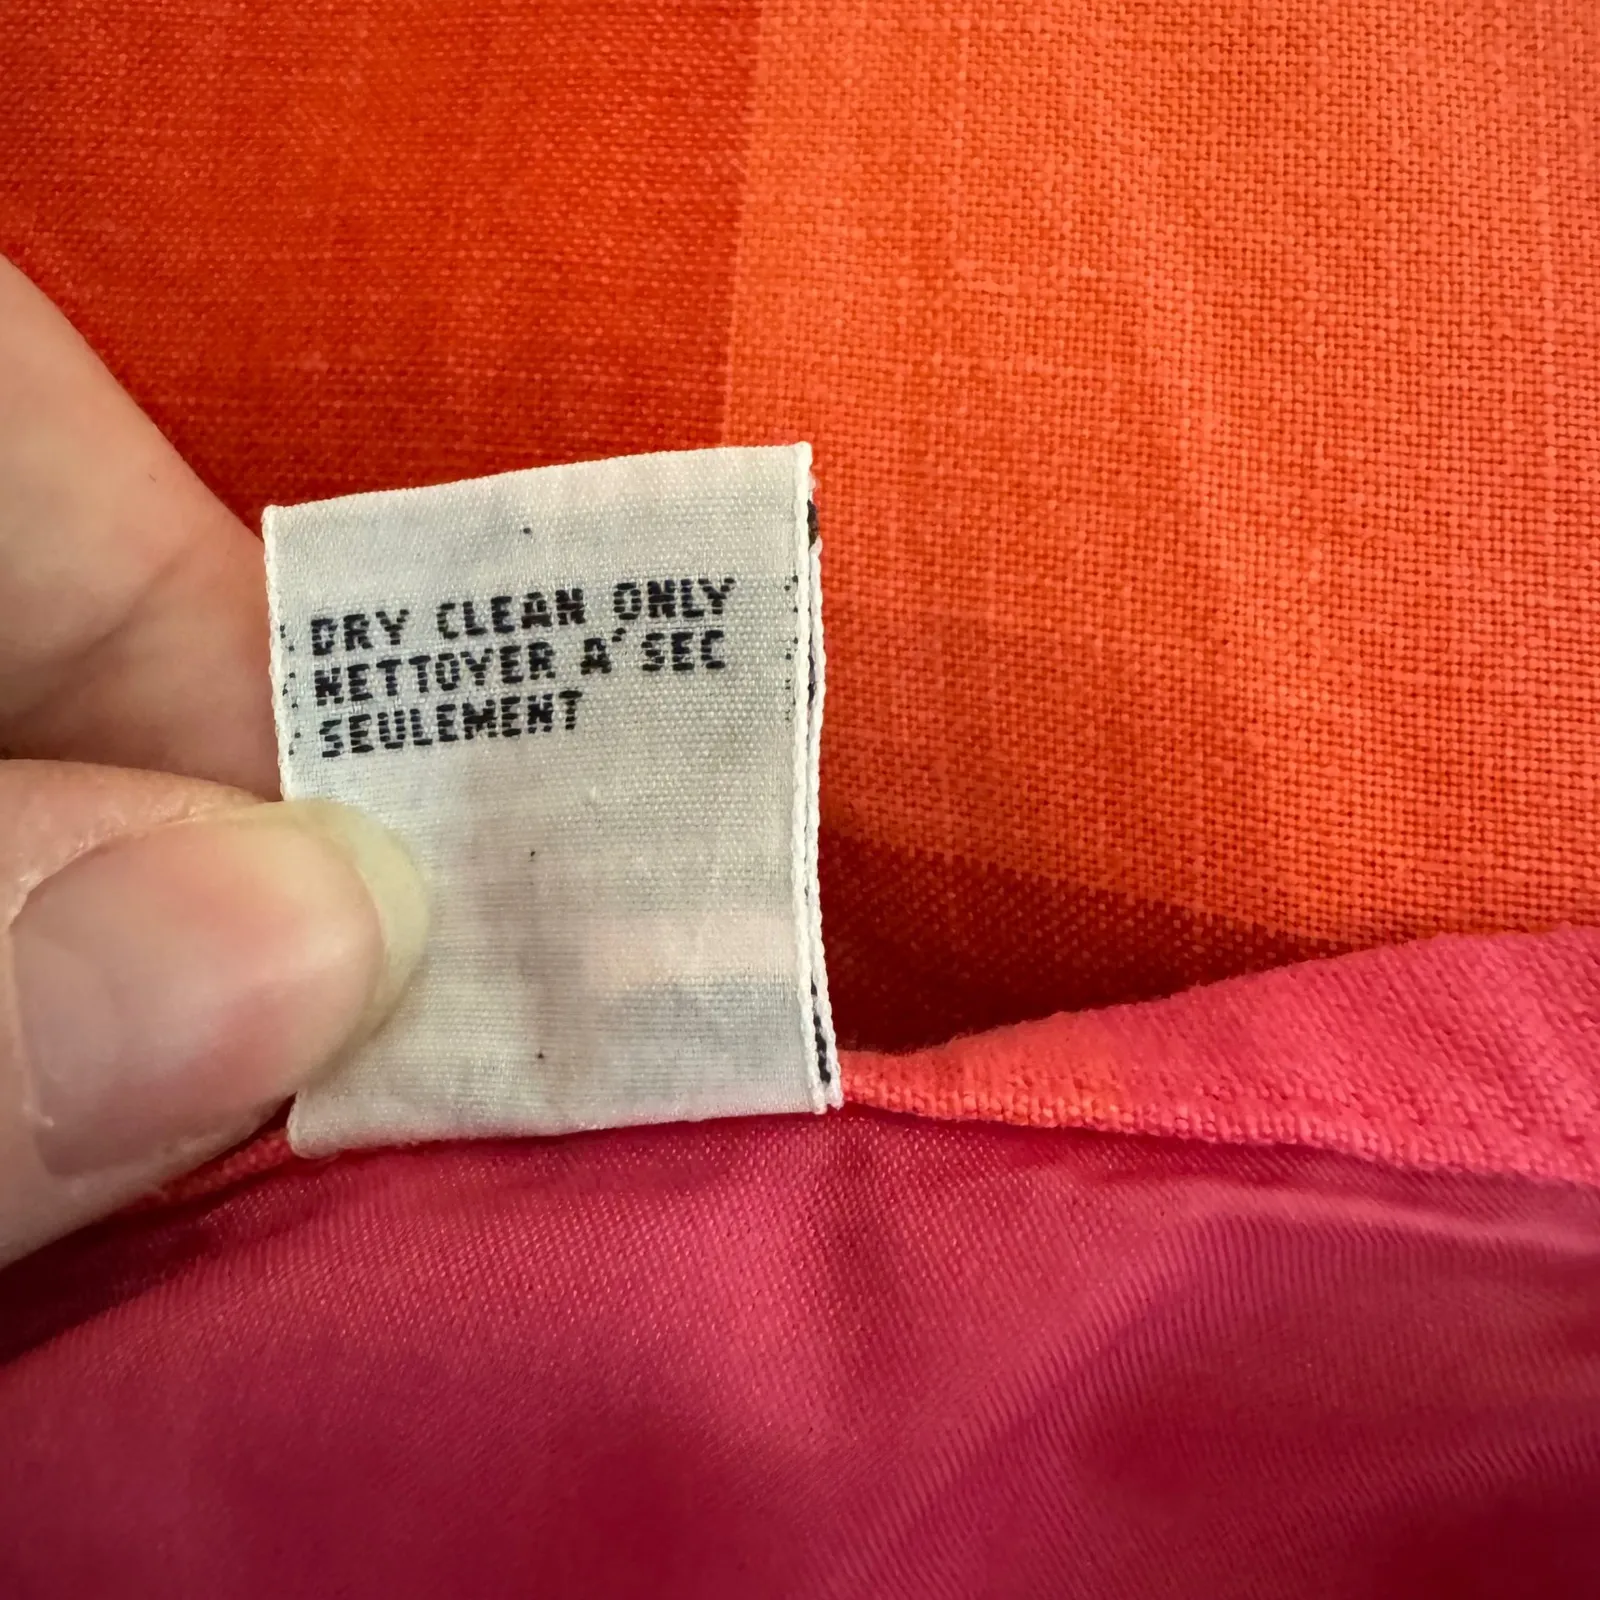 DRY CLEAN ONLY
NETTOYER A' SEC
SEULEMENT